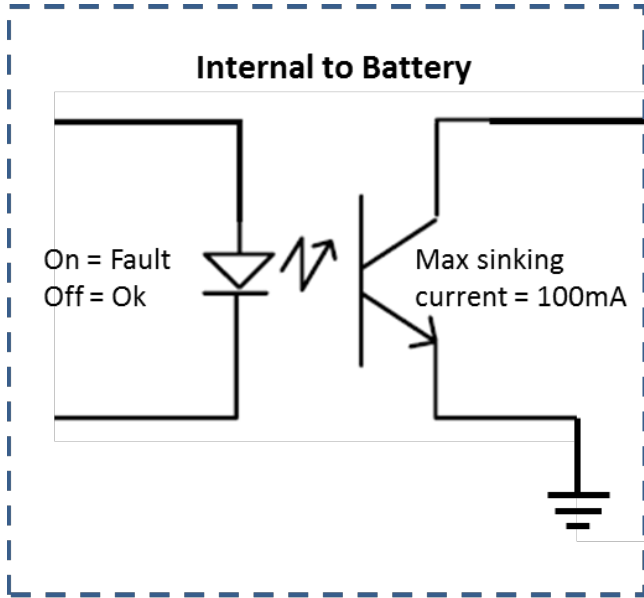 Internal to Battery
On = Fault
Off = Ok
Max sinking
current = 100mA